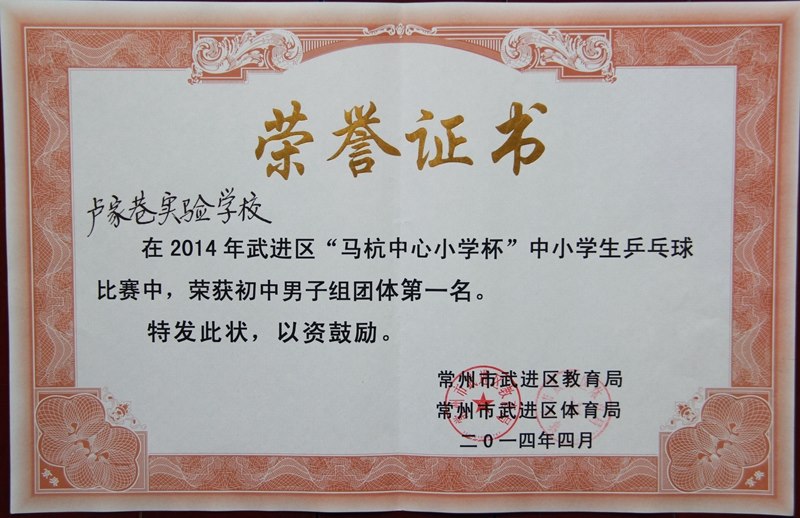 荣誉证书
卢家巷实验学校
在2014年武进区“马杭中心小学杯”中小学生乒乓球
比赛中，荣获初中男子组团体第一名。
特发此状，以资鼓励。
常州市武进区教育局
常州市武进区体育局
二0一四年四月